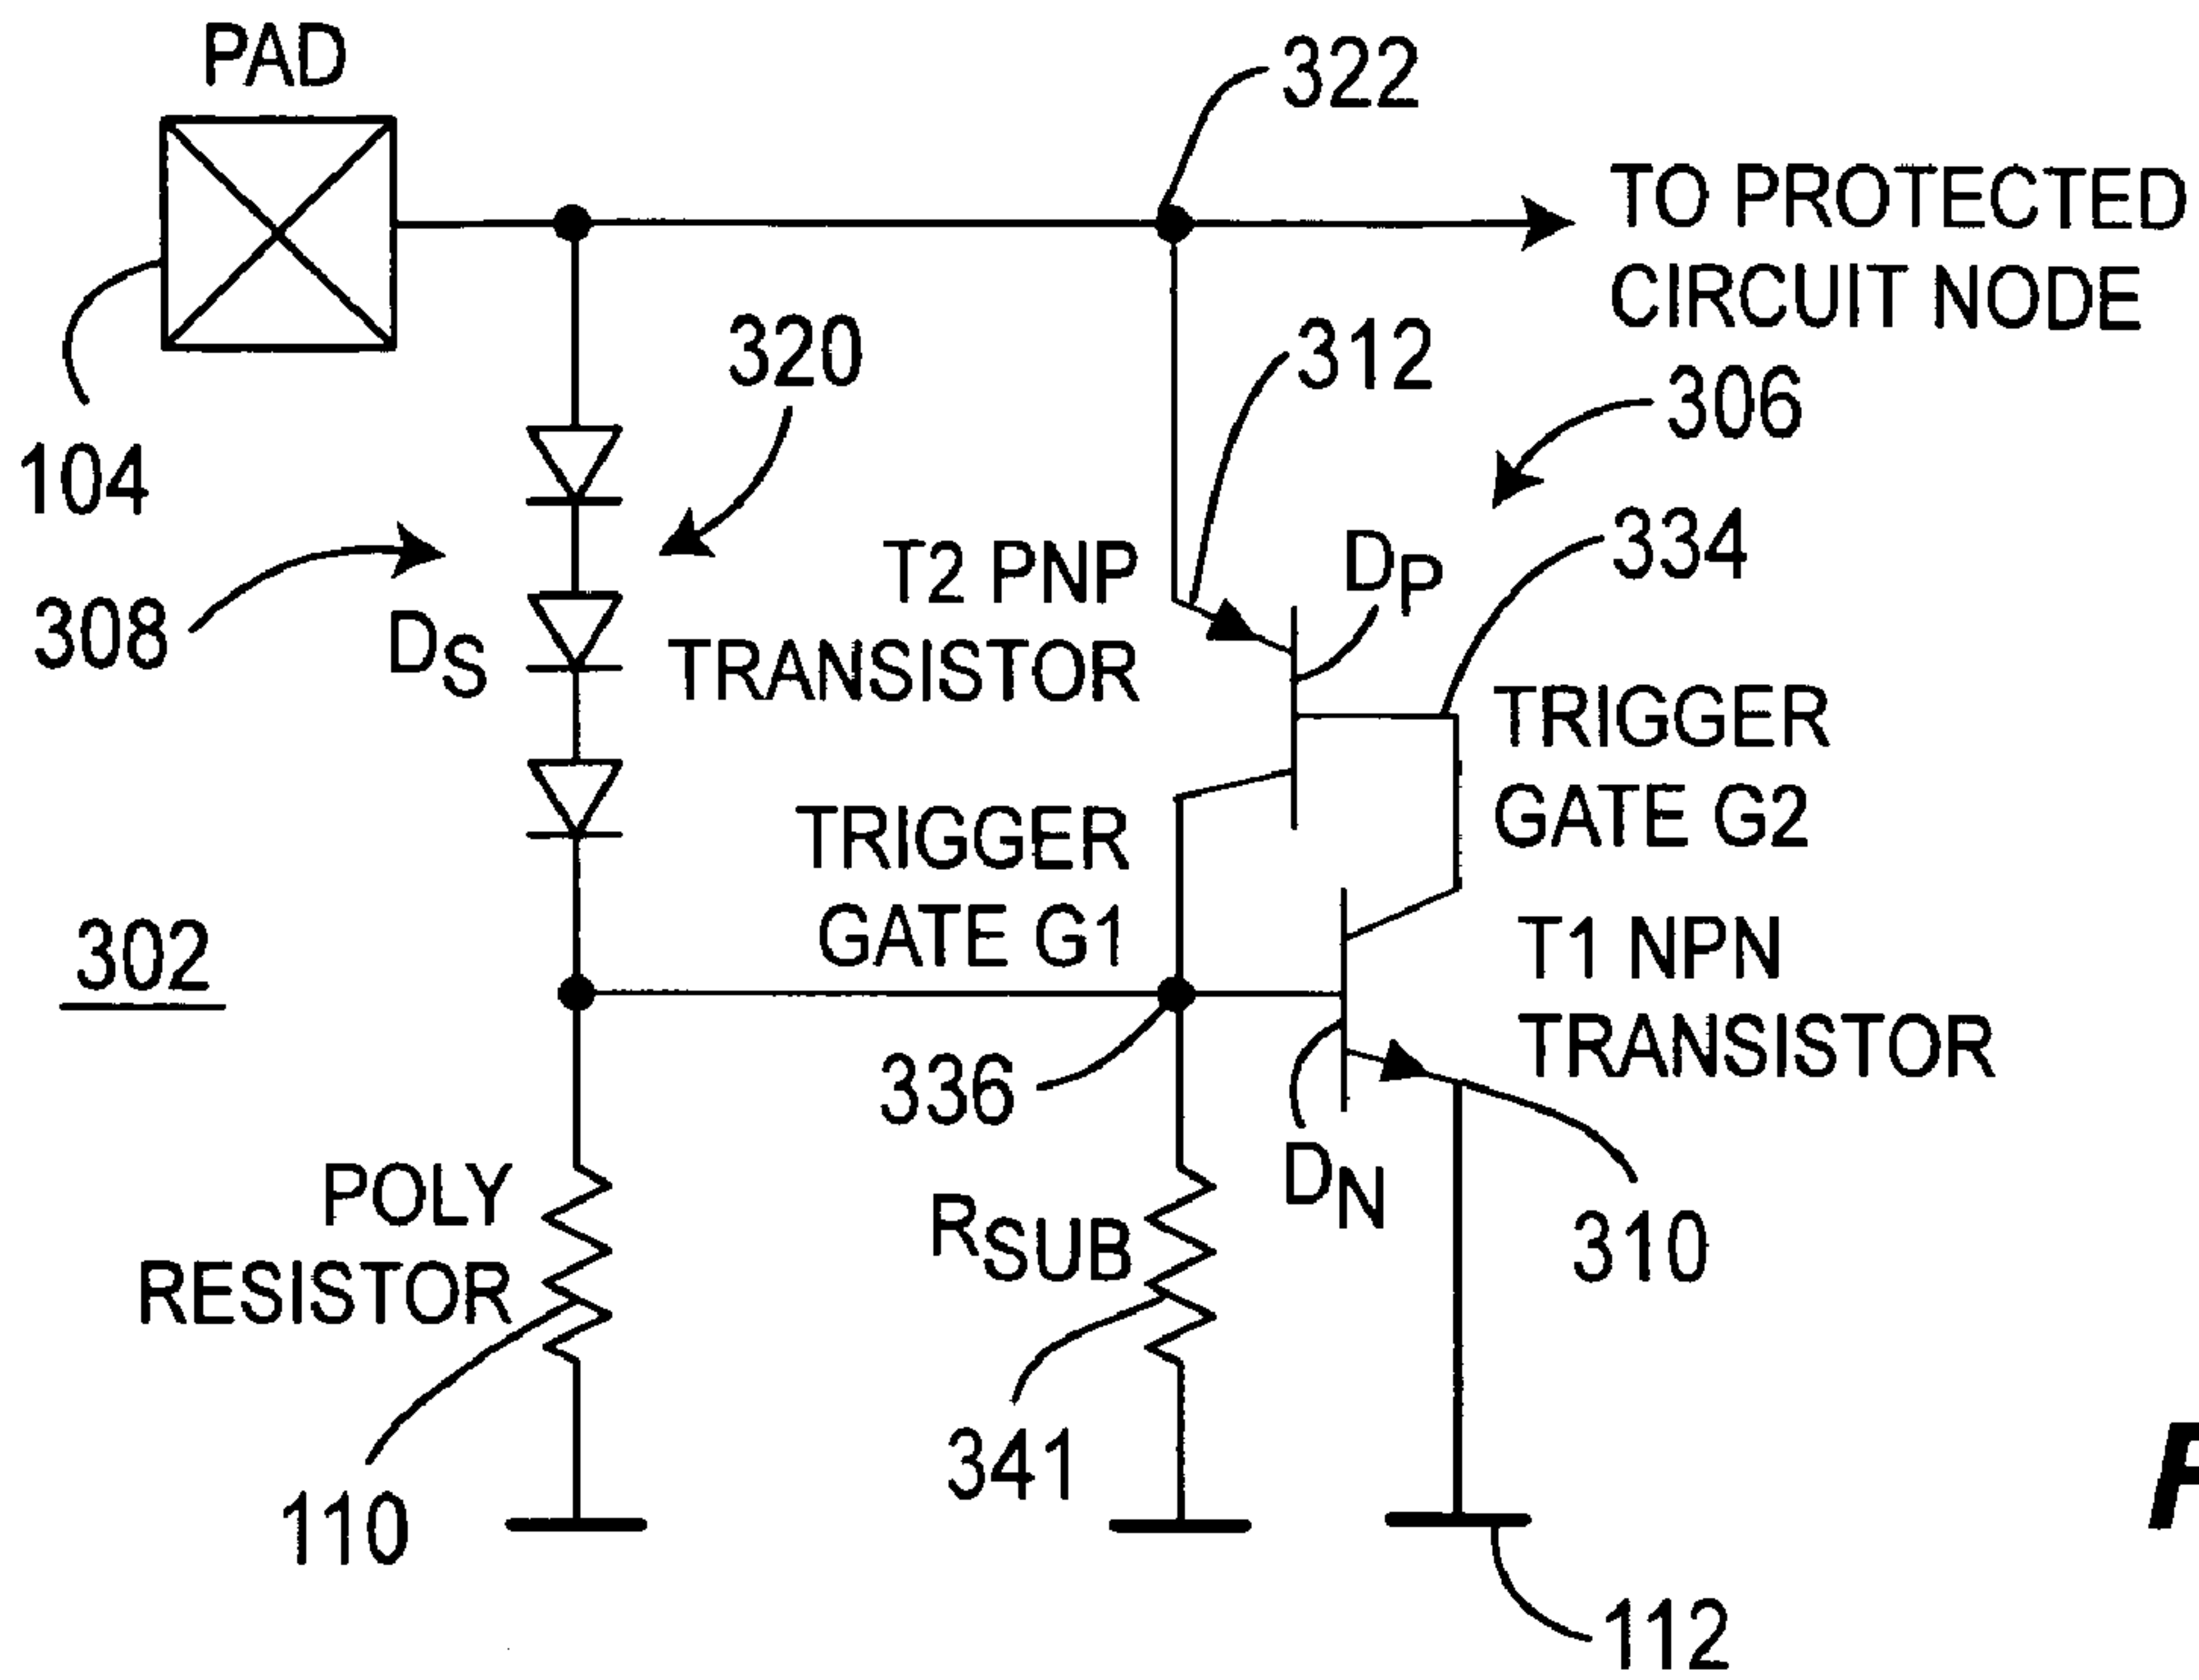 PAD
322
TO PROTECTED
CIRCUIT NODE
320
312
306
104
334
308
DS
T2 PNP
TRANSISTOR
DP
TRIGGER
GATE G2
TRIGGER
GATE G1
302
T1 NPN
TRANSISTOR
336
DN
POLY
RESISTOR
RSUB
310
341
110
112